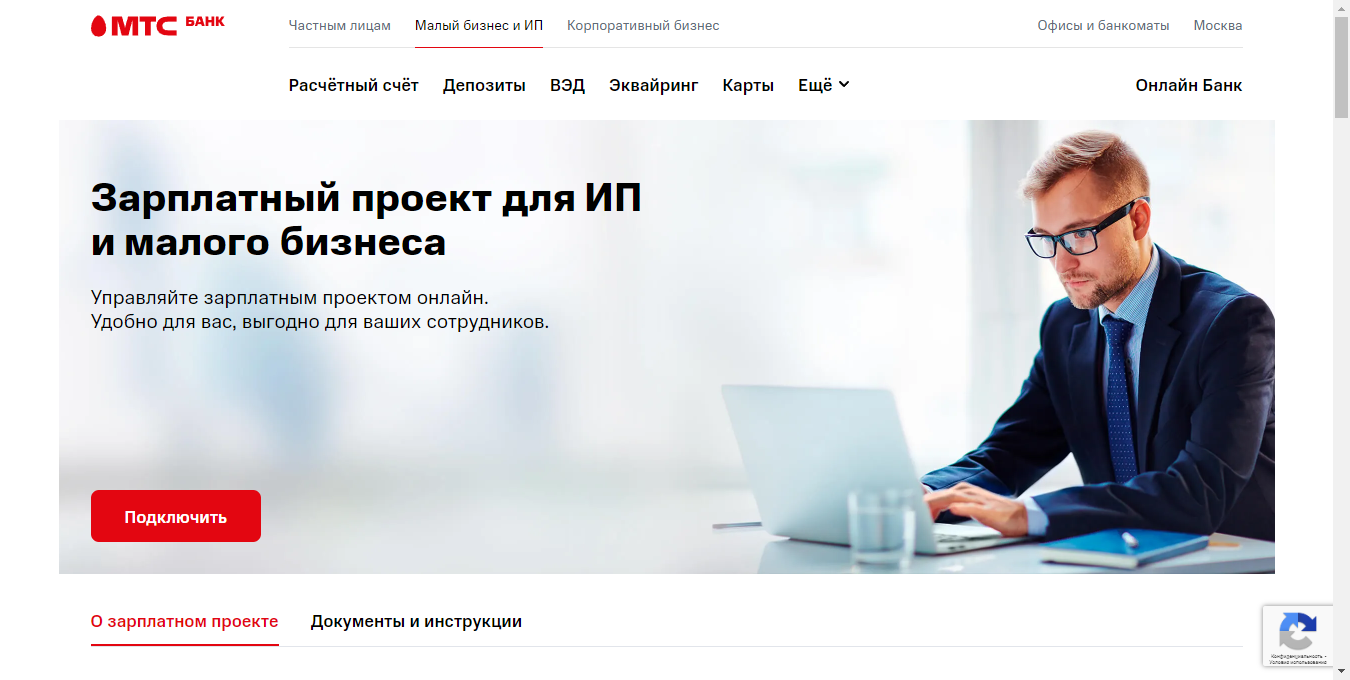 МТС БАНК
Частным лицам
Малый бизнес и ИП
Корпоративный бизнес
Офисы и банкоматы
Москва
Расчётный счёт
Депозиты
ВЭД
Эквайринг
Карты
Ещё
Онлайн Банк
Зарплатный проект для ИП
и малого бизнеса
Управляйте зарплатным проектом онлайн.
Удобно для вас, выгодно для ваших сотрудников.
Подключить
О зарплатном проекте
Документы и инструкции
Конфиденциальность -
Условия использования